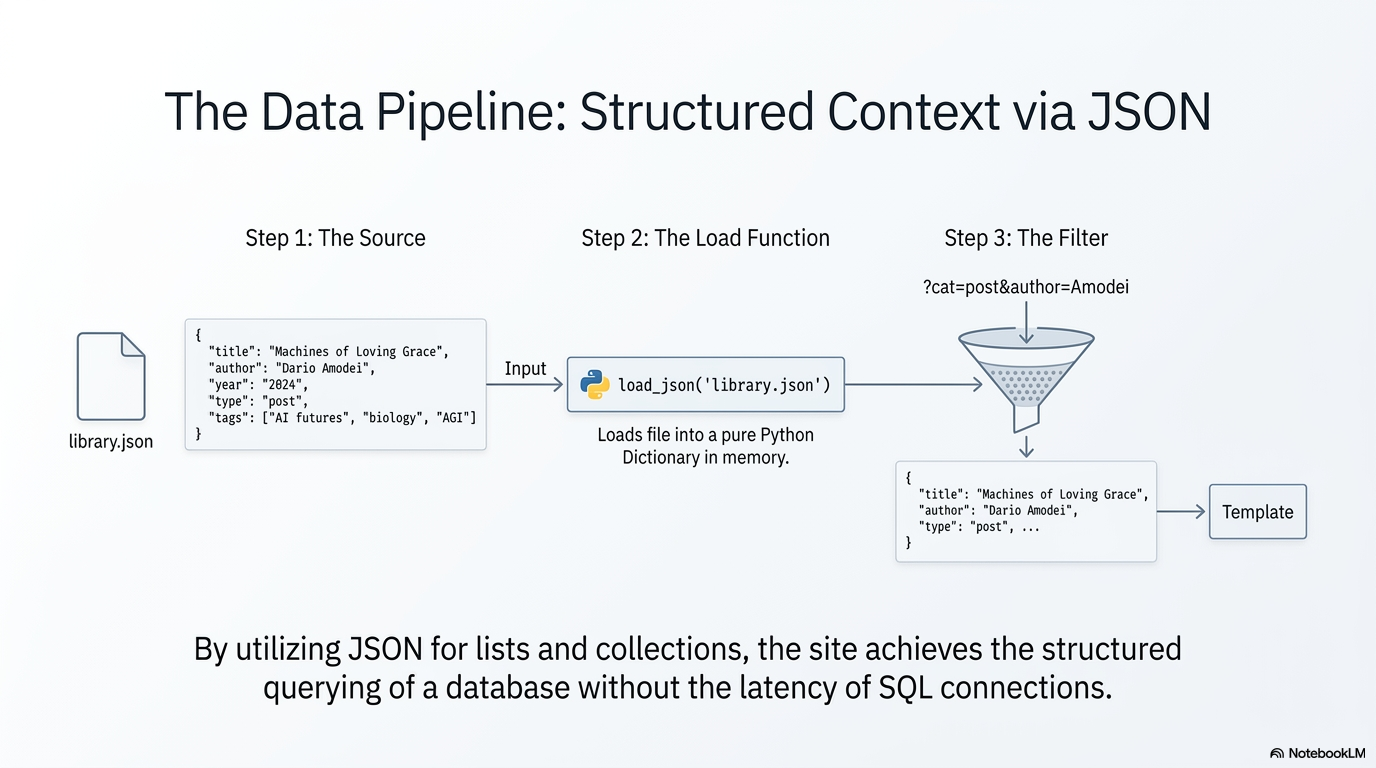 The Data Pipeline: Structured Context via JSON
Step 1: The Source
library.json
{
"title": "Machines of Loving Grace",
"author": "Dario Amodei",
"year": "2024",
"type": "post",
"tags": ["AI futures", "biology", "AGI"]
}
Input
Step 2: The Load Function
load_json('library.json')
Loads file into a pure Python
Dictionary in memory.
Step 3: The Filter
?cat=post&author=Amodei
{
"title": "Machines of Loving Grace",
"author": "Dario Amodei",
"type": "post", ...
}
Template
By utilizing JSON for lists and collections, the site achieves the structured
querying of a database without the latency of SQL connections.
NotebookLM